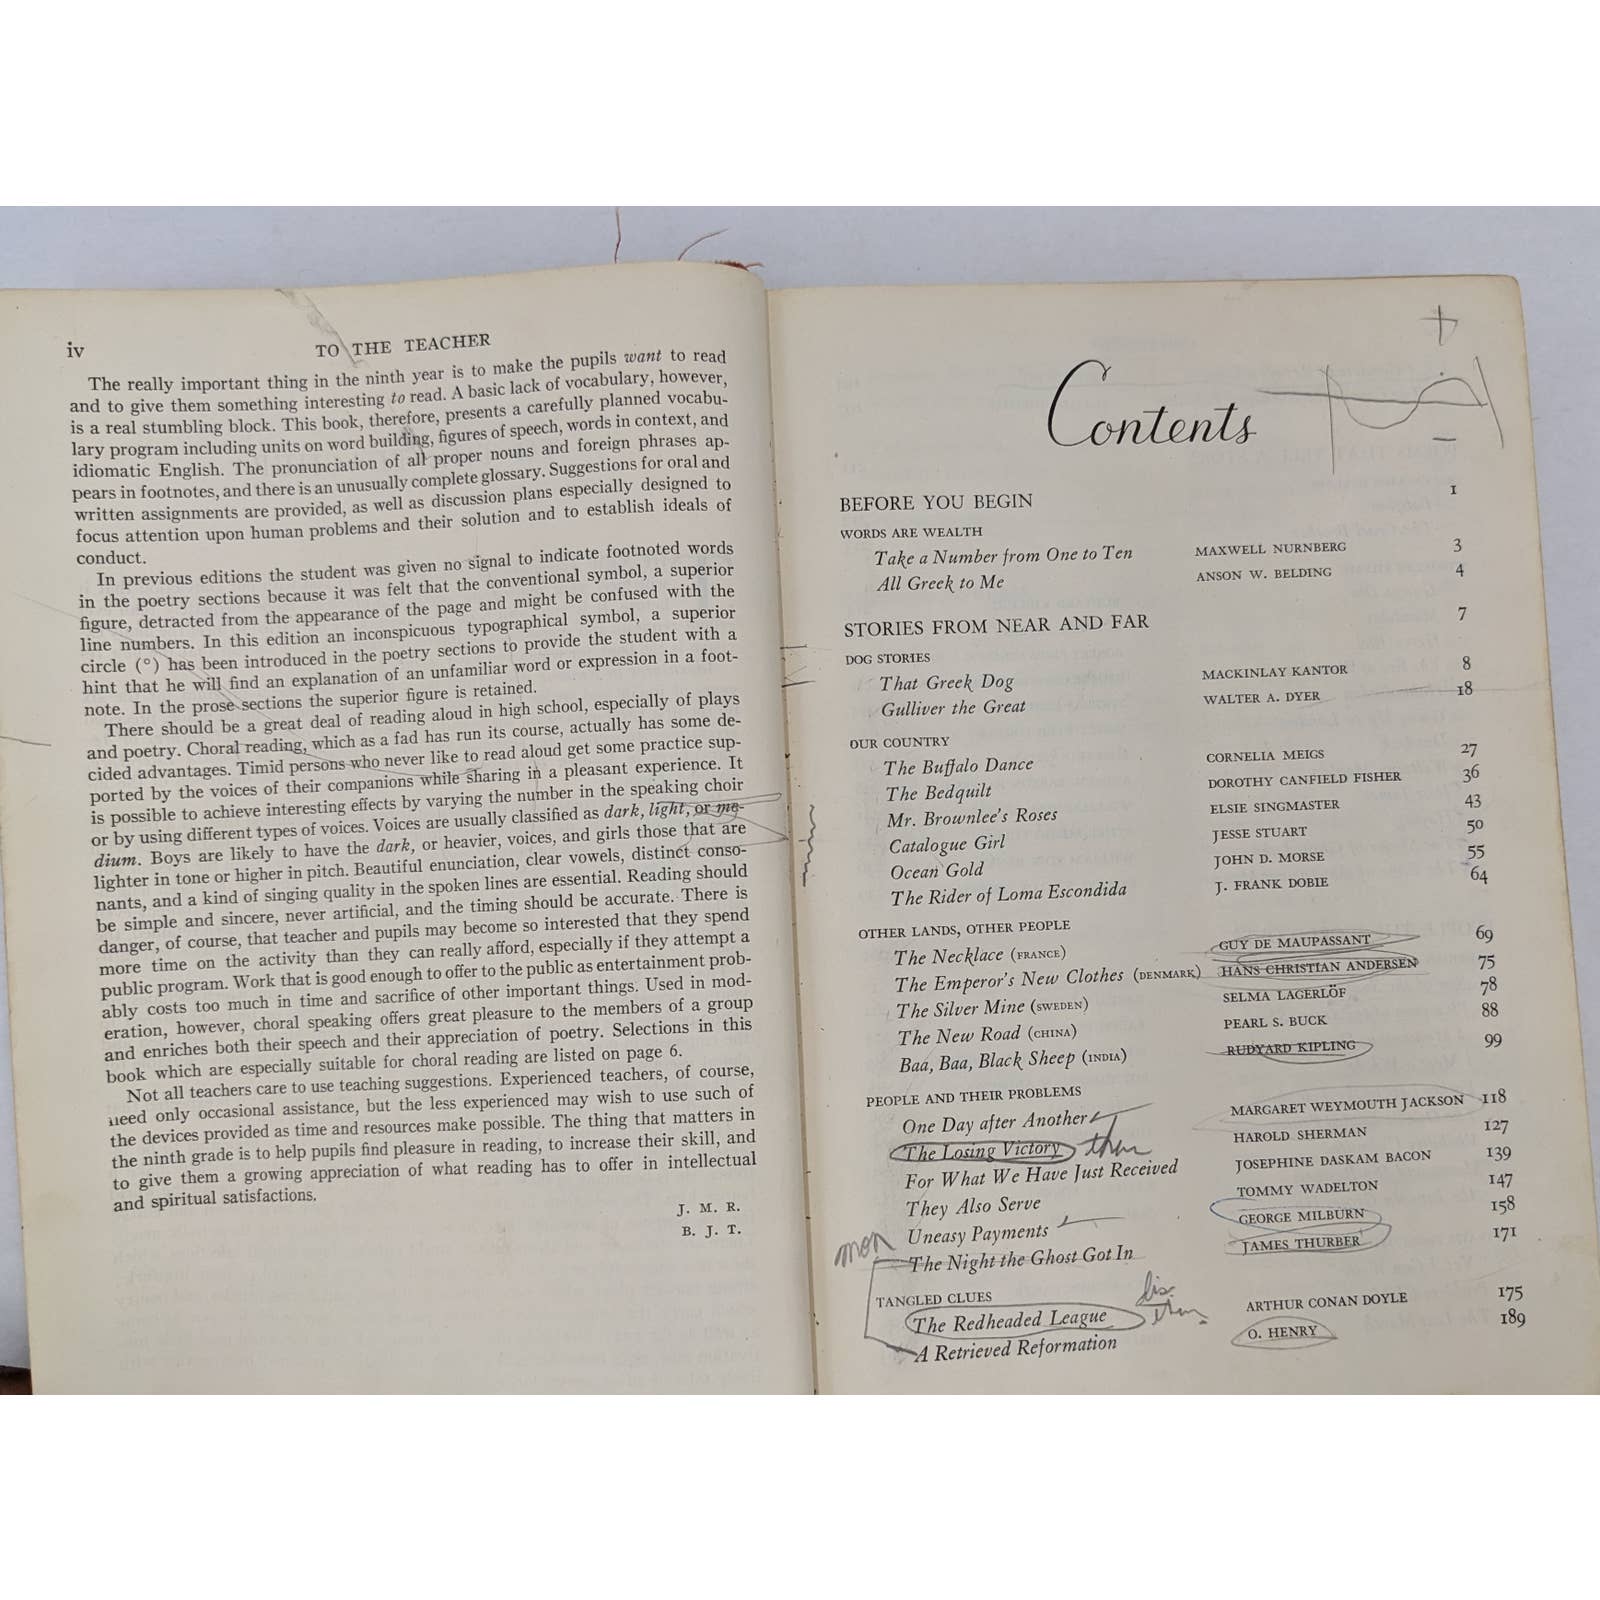 iv
TO THE TEACHER
The really important thing in the ninth year is to make the pupils want to read
and to give them something interesting to read. A basic lack of vocabulary, however,
is a real stumbling block. This book, therefore, presents a carefully planned vocabu-
lary program including units on word building, figures of speech, words in context, and
idiomatic English. The pronunciation of all proper nouns and foreign phrases ap-
pears in footnotes, and there is an unusually complete glossary. Suggestions for oral and
written assignments are provided, as well as discussion plans especially designed to
focus attention upon human problems and their solution and to establish ideals of
conduct.
In previous editions the student was given no signal to indicate footnoted words
in the poetry sections because it was felt that the conventional symbol, a superior
figure, detracted from the appearance of the page and might be confused with the
line numbers. In this edition an inconspicuous typographical symbol, a superior
circle (°) has been introduced in the poetry sections to provide the student with a
hint that he will find an explanation of an unfamiliar word or expression in a foot-
note. In the prose sections the superior figure is retained.
There should be a great deal of reading aloud in high school, especially of plays
and poetry. Choral reading, which as a fad has run its course, actually has some de-
cided advantages. Timid persons who never like to read aloud get some practice sup-
ported by the voices of their companions while sharing in a pleasant experience. It
is possible to achieve interesting effects by varying the number in the speaking choir
or by using different types of voices. Voices are usually classified as dark, light, or me-
dium. Boys are likely to have the dark, or heavier, voices, and girls those that are
lighter in tone or higher in pitch. Beautiful enunciation, clear vowels, distinct conso-
nants, and a kind of singing quality in the spoken lines are essential. Reading should
be simple and sincere, never artificial, and the timing should be accurate. There is
danger, of course, that teacher and pupils may become so interested that they spend
more time on the activity than they can really afford, especially if they attempt a
public program. Work that is good enough to offer to the public as entertainment prob-
ably costs too much in time and sacrifice of other important things. Used in mod-
eration, however, choral speaking offers great pleasure to the members of a group
and enriches both their speech and their appreciation of poetry. Selections in this
book which are especially suitable for choral reading are listed on page 6.
Not all teachers care to use teaching suggestions. Experienced teachers, of course,
need only occasional assistance, but the less experienced may wish to use such of
the devices provided as time and resources make possible. The thing that matters in
the ninth grade is to help pupils find pleasure in reading, to increase their skill, and
to give them a growing appreciation of what reading has to offer in intellectual
and spiritual satisfactions.
J. M. R.
B. J. T.
Contents
BEFORE YOU BEGIN 1
WORDS ARE WEALTH
Take a Number from One to Ten MAXWELL NURNBERG 3
All Greek to Me ANSON W. BELDING 4
STORIES FROM NEAR AND FAR 7
DOG STORIES
That Greek Dog MACKINLAY KANTOR 8
Gulliver the Great WALTER A. DYER 18
OUR COUNTRY
The Buffalo Dance CORNELIA MEIGS 27
The Bedquilt DOROTHY CANFIELD FISHER 36
Mr. Brownlee's Roses ELSIE SINGMASTER 43
Catalogue Girl JESSE STUART 50
Ocean Gold JOHN D. MORSE 55
The Rider of Loma Escondida J. FRANK DOBIE 64
OTHER LANDS, OTHER PEOPLE
The Necklace (FRANCE) GUY DE MAUPASSANT 69
The Emperor's New Clothes (DENMARK) HANS CHRISTIAN ANDERSEN 75
The Silver Mine (SWEDEN) SELMA LAGERLÖF 78
The New Road (CHINA) PEARL S. BUCK 88
Baa, Baa, Black Sheep (INDIA) RUDYARD KIPLING 99
PEOPLE AND THEIR PROBLEMS
One Day after Another MARGARET WEYMOUTH JACKSON 118
The Losing Victory HAROLD SHERMAN 127
For What We Have Just Received JOSEPHINE DASKAM BACON 139
They Also Serve TOMMY WADELTON 147
Uneasy Payments GEORGE MILBURN 158
mon The Night the Ghost Got In JAMES THURBER 171
TANGLED CLUES
The Redheaded League ARTHUR CONAN DOYLE 175
A Retrieved Reformation O. HENRY 189